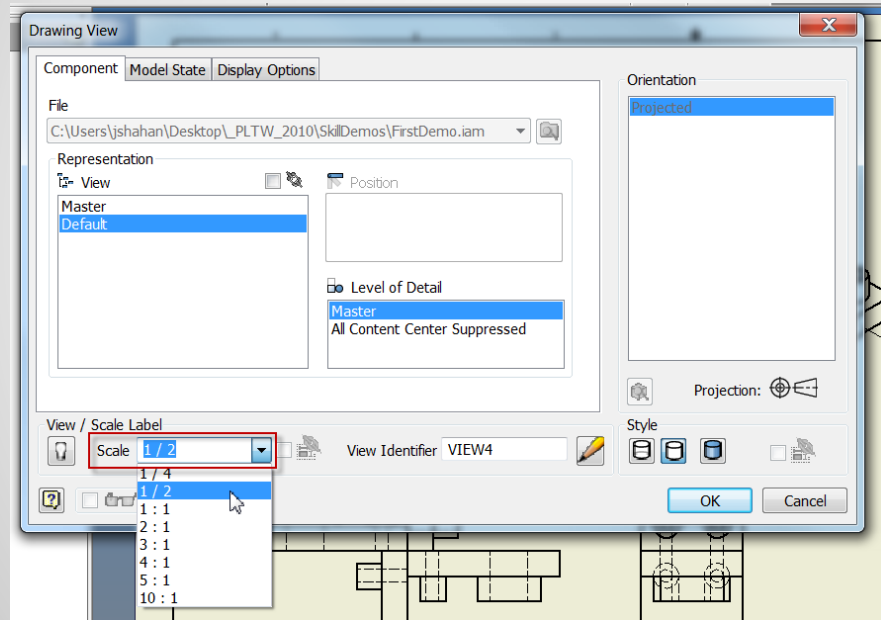 Drawing View
Component Model State Display Options
Orientation
File
Projected
C:\Users\jshahan\Desktop\_PLTW_2010\SkillDemos\FirstDemo.iam
Representation
View
Position
Master
Default
Level of Detail
Master
All Content Center Suppressed
Projection:
View / Scale Label
Style
Scale 1 / 2
View Identifier VIEW4
1 / 4
1 / 2
1 : 1
2 : 1
3 : 1
4 : 1
5 : 1
10 : 1
OK
Cancel